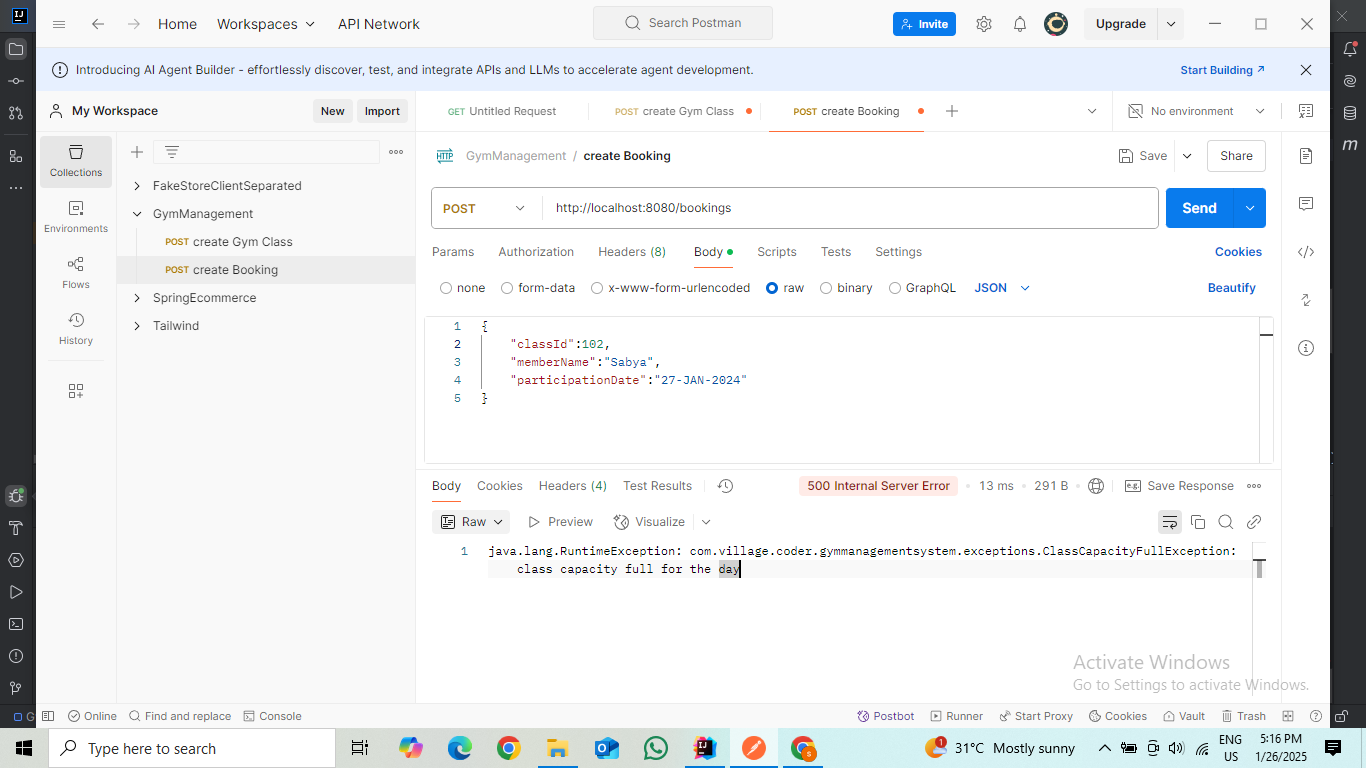 Home
Workspaces
API Network
Search Postman
Invite
Upgrade
Introducing AI Agent Builder - effortlessly discover, test, and integrate APIs and LLMs to accelerate agent development.
Start Building
My Workspace
New
Import
GET Untitled Request
POST create Gym Class
POST create Booking
No environment
Collections
Environments
Flows
History
FakeStoreClientSeparated
GymManagement
POST create Gym Class
POST create Booking
SpringEcommerce
Tailwind
HTTP GymManagement / create Booking
Save
Share
POST
http://localhost:8080/bookings
Send
Params
Authorization
Headers (8)
Body
Scripts
Tests
Settings
Cookies
none
form-data
x-www-form-urlencoded
raw
binary
GraphQL
JSON
Beautify
1 {
2 "classId":102,
3 "memberName":"Sabya",
4 "participationDate":"27-JAN-2024"
5 }
Body
Cookies
Headers (4)
Test Results
500 Internal Server Error
13 ms
291 B
e.g. Save Response
Raw
Preview
Visualize
1 java.lang.RuntimeException: com.village.coder.gymmanagementsystem.exceptions.ClassCapacityFullException:
class capacity full for the day
Activate Windows
Go to Settings to activate Windows.
Online
Find and replace
Console
Postbot
Runner
Start Proxy
Cookies
Vault
Trash
Type here to search
31°C Mostly sunny
ENG
US
5:16 PM
1/26/2025